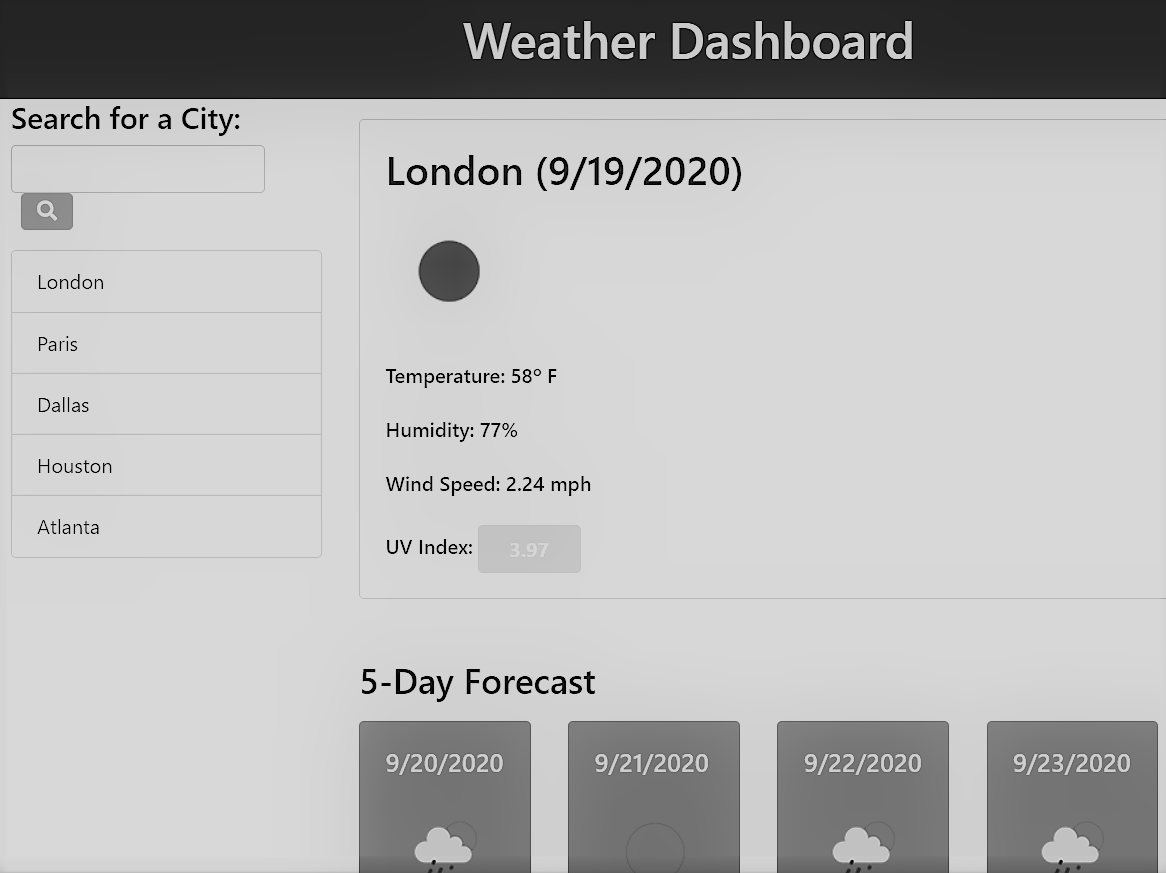 Weather Dashboard
Search for a City:
London
Paris
Dallas
Houston
Atlanta
London (9/19/2020)
Temperature: 58° F
Humidity: 77%
Wind Speed: 2.24 mph
UV Index: 3.97
5-Day Forecast
9/20/2020
9/21/2020
9/22/2020
9/23/2020